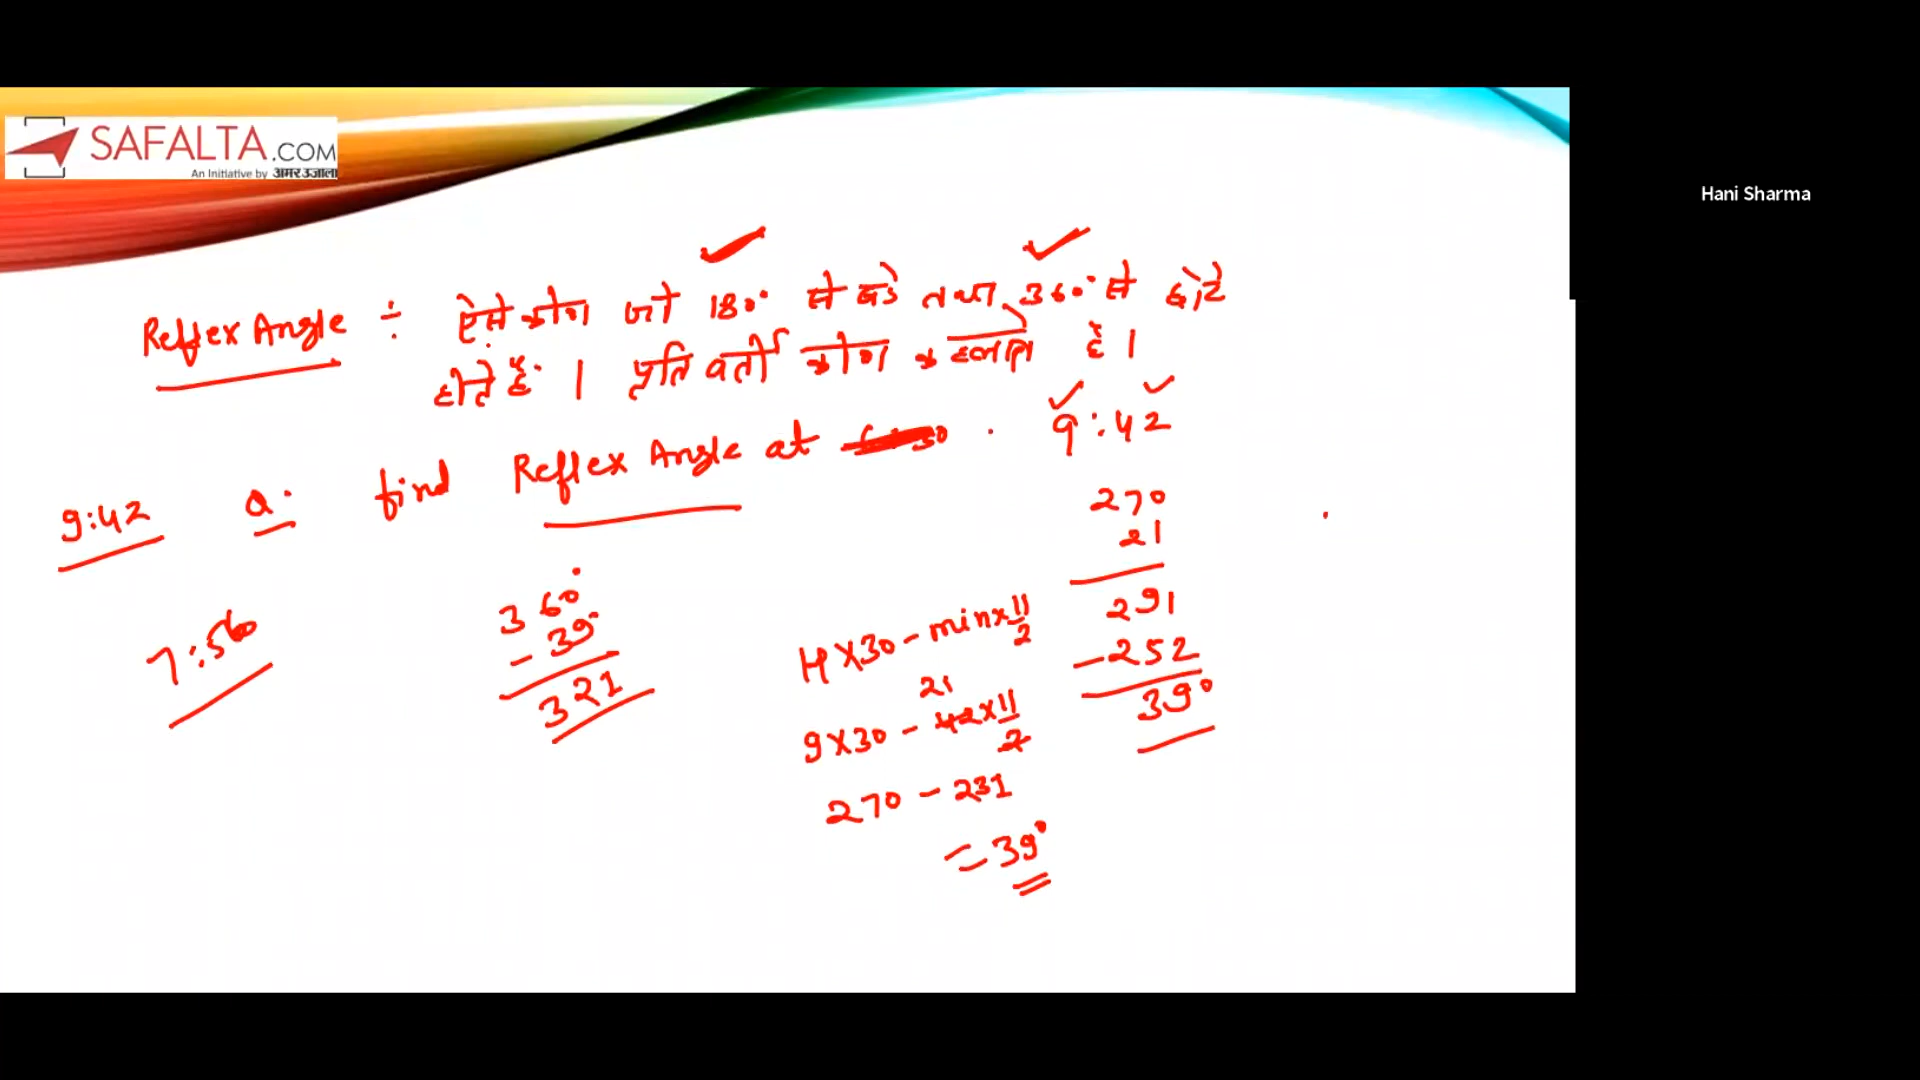 SAFALTA.COM
An Initiative by अमर उजाला
Hani Sharma
Reflex Angle ÷ ऐसे कोण जो 180° से बड़े तथा 360° से छोटे
होते हैं । प्रतिवर्ती कोण कहलाते हैं ।
9:42 Q. find Reflex Angle at 9:42
7:50
360°
- 39°
321
H×30 - min×11/2
9×30 - 42×11/2
21
270 - 231
= 39°
270
21
291
-252
39°